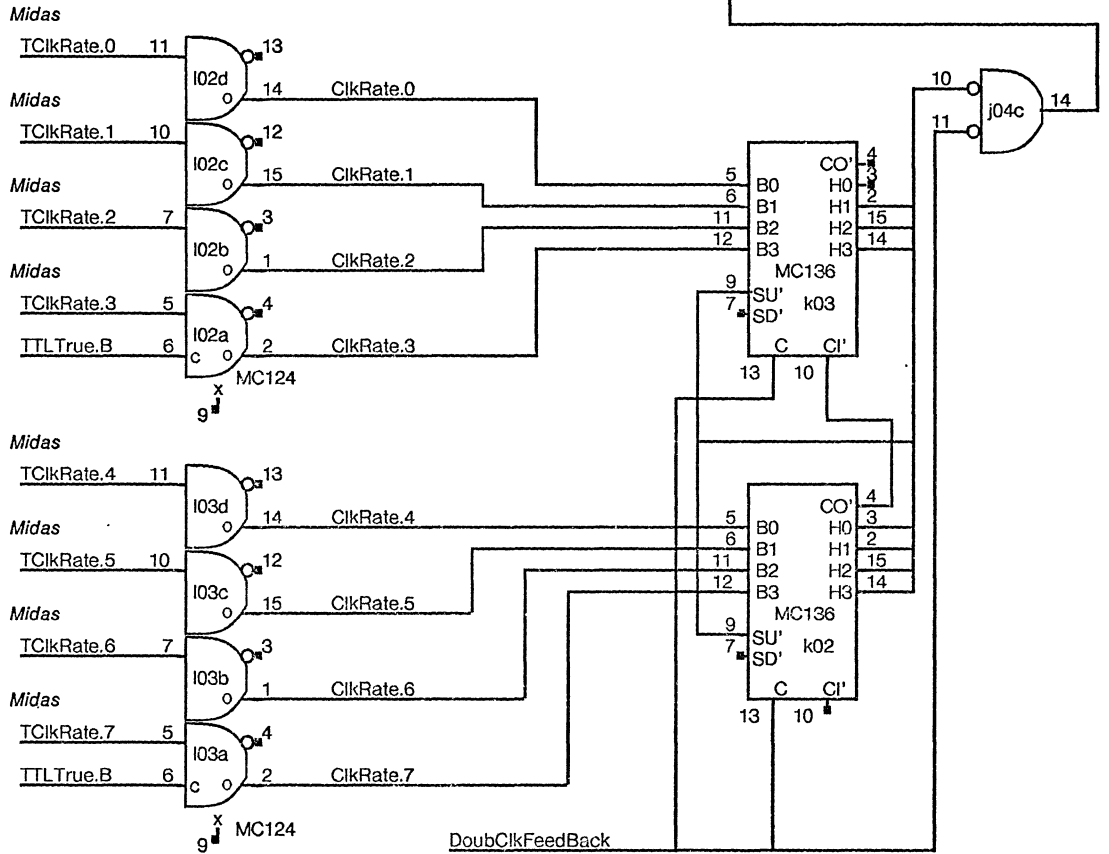 Midas
TClkRate.0 11 l02d 13
14 ClkRate.0
Midas
TClkRate.1 10 l02c 12
15 ClkRate.1
Midas
TClkRate.2 7 l02b 3
1 ClkRate.2
Midas
TClkRate.3 5 l02a 4
TTLTrue.B 6 c 2 ClkRate.3
x MC124
9
10 j04c 14
11
CO' 4
5 B0 H0 3
6 B1 H1 2
11 B2 H2 15
12 B3 H3 14
MC136
9 SU' k03
7 SD'
C CI'
13 10
Midas
TClkRate.4 11 l03d 13
14 ClkRate.4
Midas
TClkRate.5 10 l03c 12
15 ClkRate.5
Midas
TClkRate.6 7 l03b 3
1 ClkRate.6
Midas
TClkRate.7 5 l03a 4
TTLTrue.B 6 c 2 ClkRate.7
x MC124
9
CO' 4
5 B0 H0 3
6 B1 H1 2
11 B2 H2 15
12 B3 H3 14
MC136
9 SU' k02
7 SD'
C CI'
13 10
DoubClkFeedBack